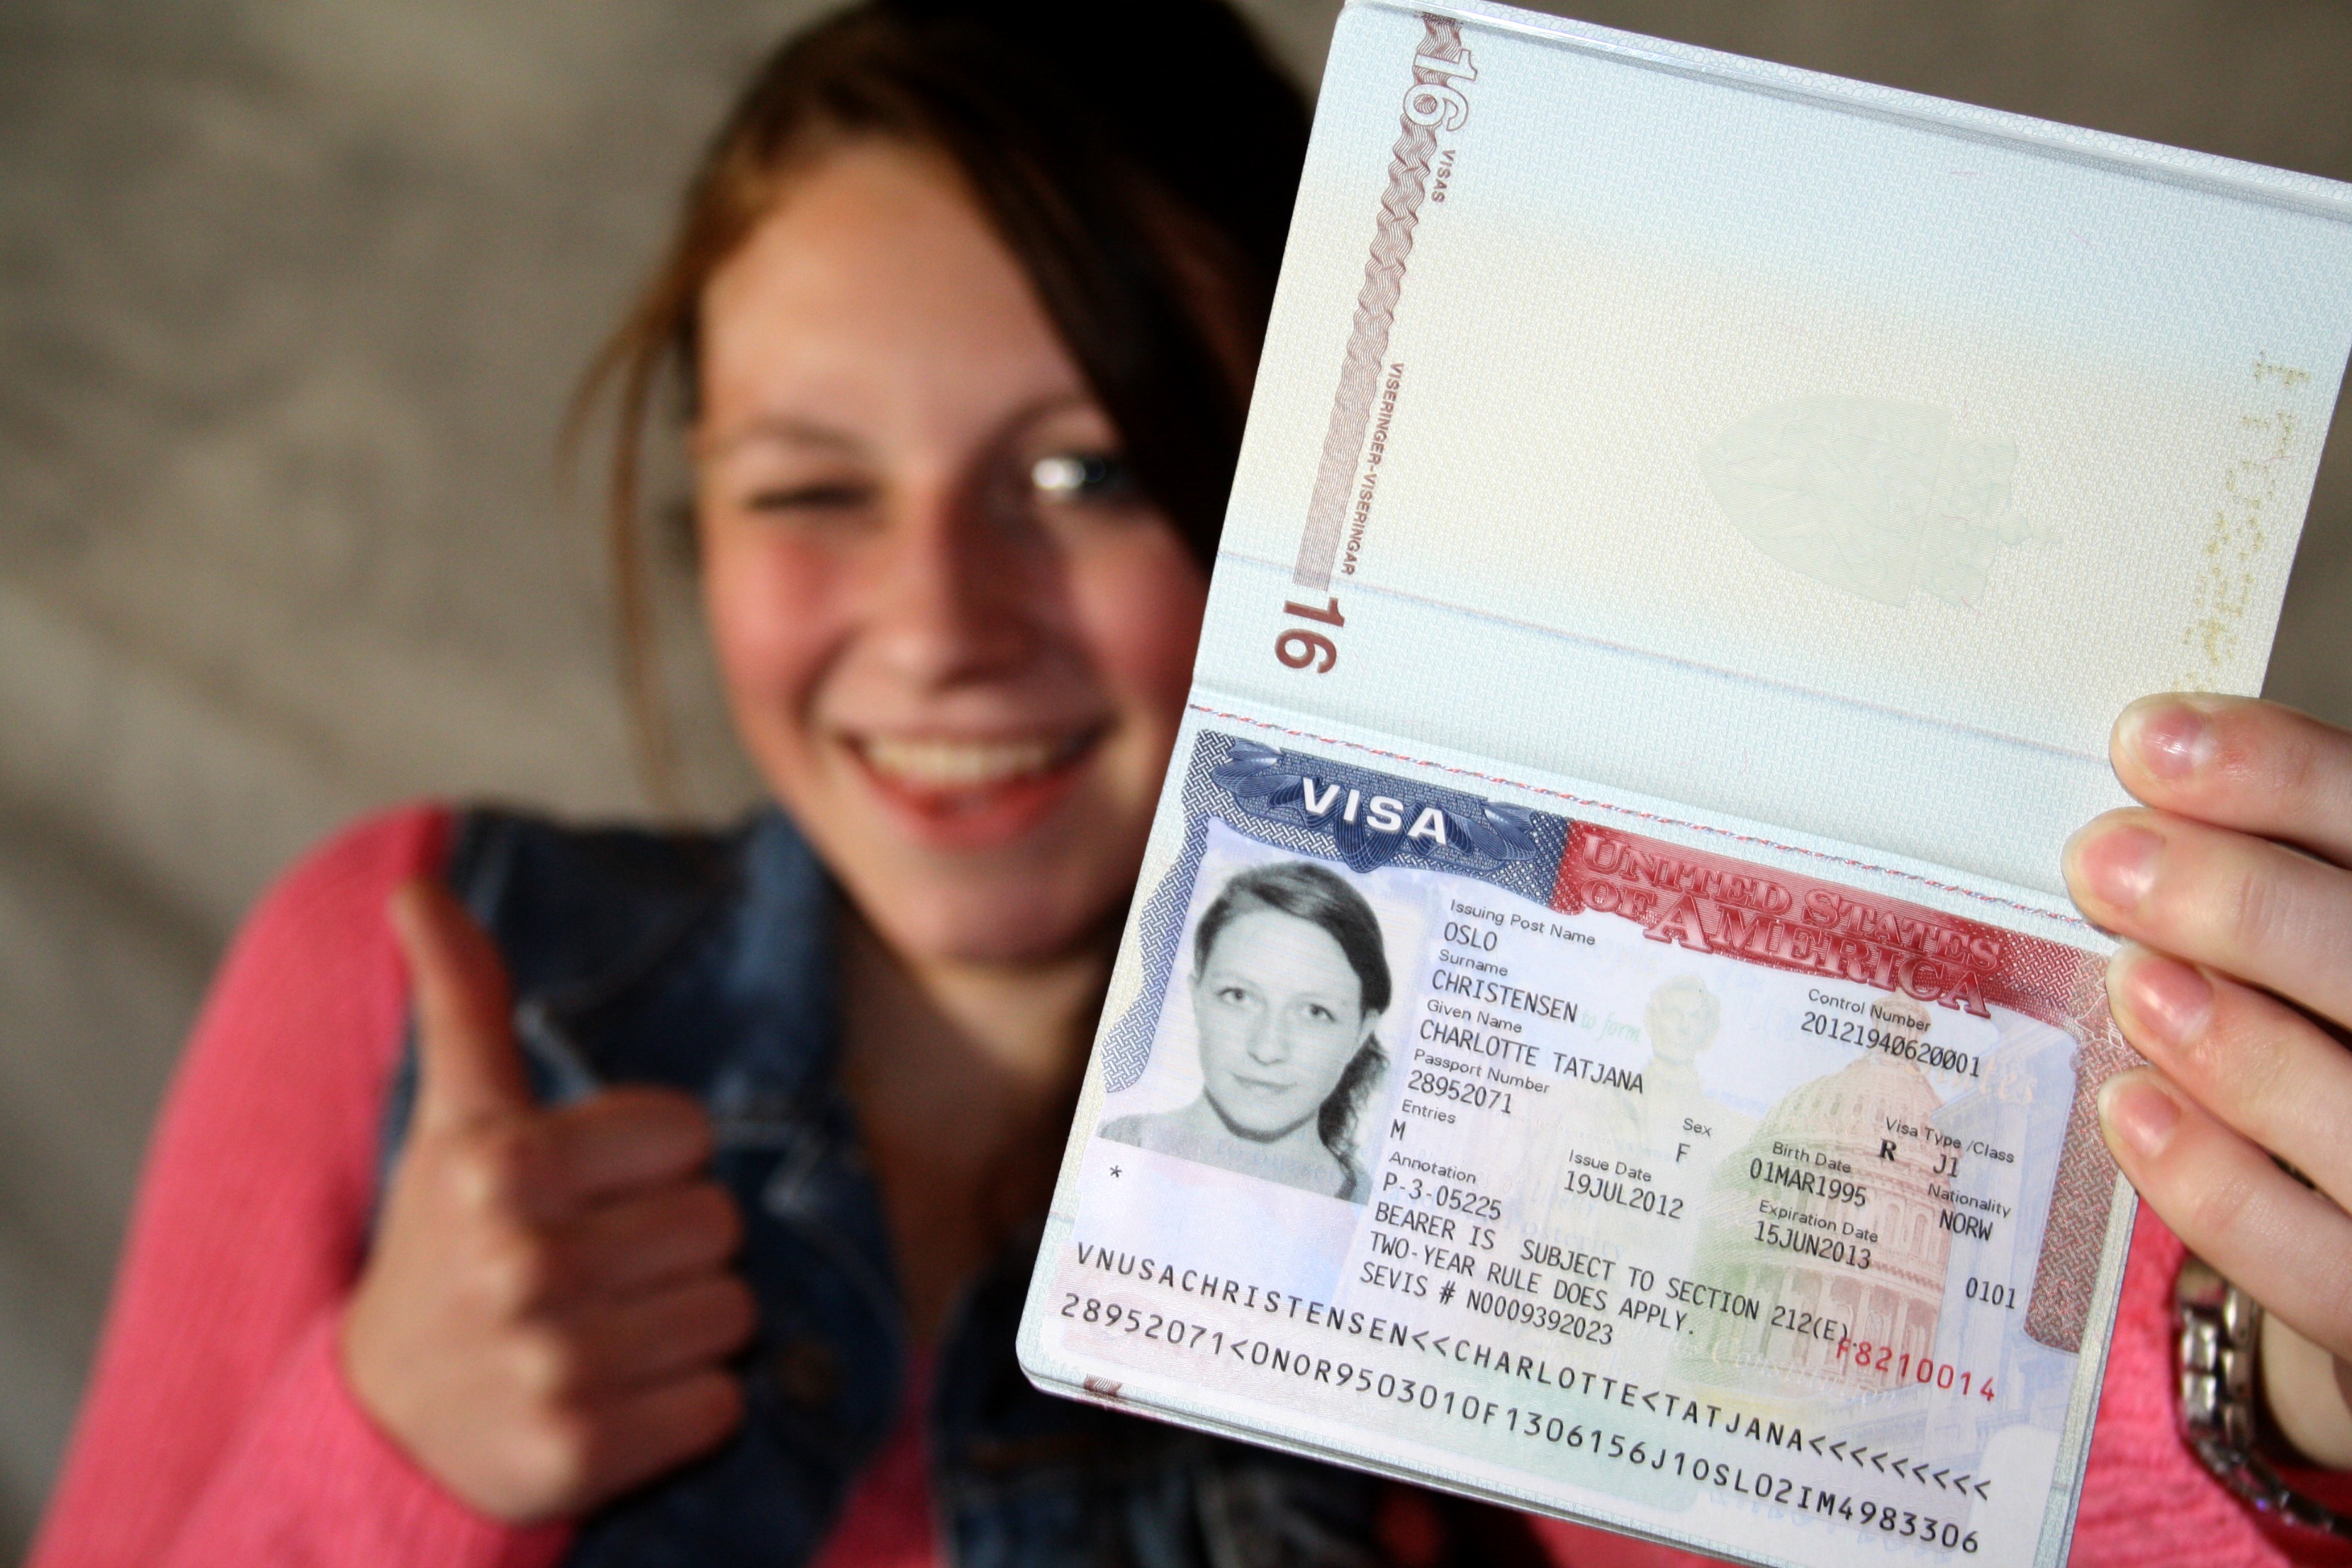 16
VISAS
VISERINGER-VISERINGAR
16
VISA
UNITED STATES
OF AMERICA
Issuing Post Name
OSLO
Surname
CHRISTENSEN
Given Name
CHARLOTTE TATJANA
Passport Number
28952071
Control Number
20121940620001
Entries
M
Sex
F
Visa Type /Class
R J1
Annotation
P-3-05225
Issue Date
19JUL2012
Birth Date
01MAR1995
Nationality
NORW
Expiration Date
15JUN2013
*
BEARER IS SUBJECT TO SECTION 212(E).
TWO-YEAR RULE DOES APPLY.
SEVIS # N0009392023
0101
F8210014
VNUSACHRISTENSEN<<CHARLOTTE<TATJANA<<<<<<<<<
28952071<0NOR9503010F1306156J10SLO2IM4983306